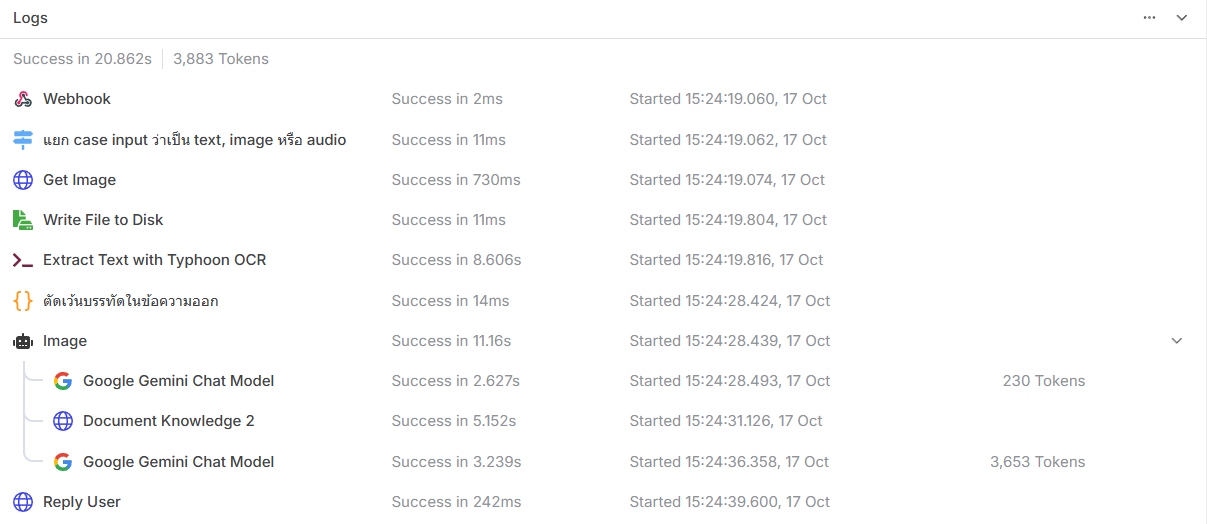 Logs
Success in 20.862s 3,883 Tokens
Webhook Success in 2ms Started 15:24:19.060, 17 Oct
แยก case input ว่าเป็น text, image หรือ audio Success in 11ms Started 15:24:19.062, 17 Oct
Get Image Success in 730ms Started 15:24:19.074, 17 Oct
Write File to Disk Success in 11ms Started 15:24:19.804, 17 Oct
Extract Text with Typhoon OCR Success in 8.606s Started 15:24:19.816, 17 Oct
ตัดเว้นบรรทัดในข้อความออก Success in 14ms Started 15:24:28.424, 17 Oct
Image Success in 11.16s Started 15:24:28.439, 17 Oct
Google Gemini Chat Model Success in 2.627s Started 15:24:28.493, 17 Oct 230 Tokens
Document Knowledge 2 Success in 5.152s Started 15:24:31.126, 17 Oct
Google Gemini Chat Model Success in 3.239s Started 15:24:36.358, 17 Oct 3,653 Tokens
Reply User Success in 242ms Started 15:24:39.600, 17 Oct